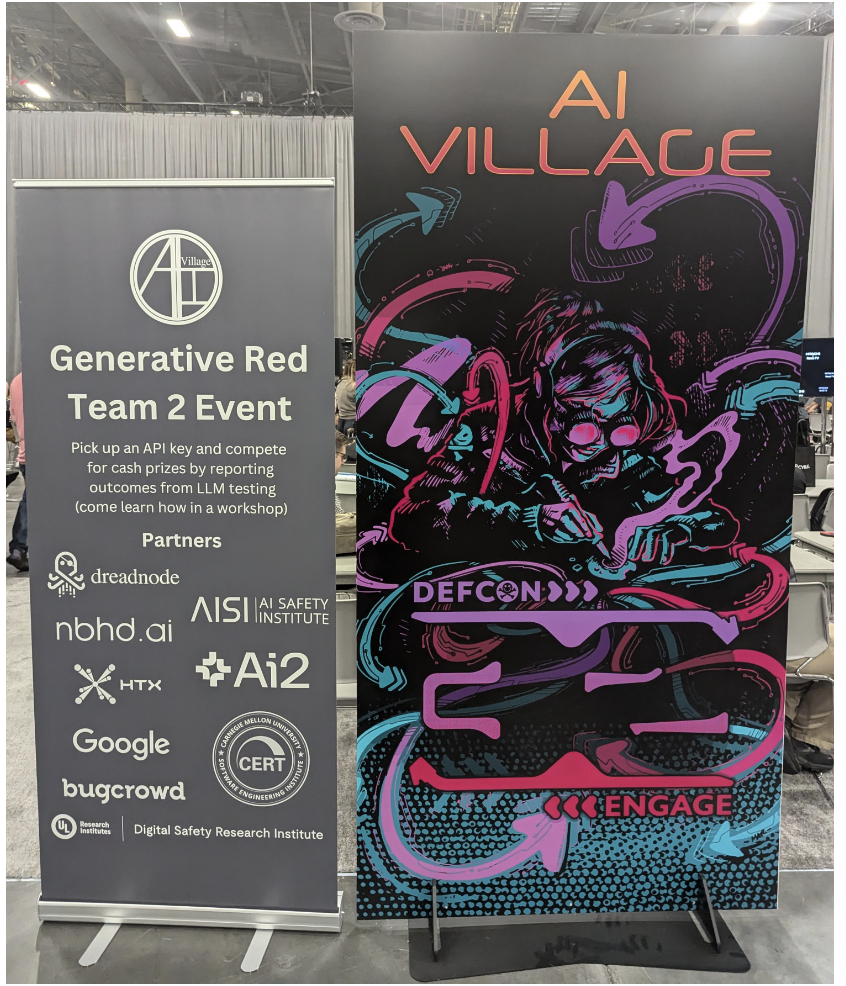 AI
Village
Generative Red
Team 2 Event
Pick up an API key and compete
for cash prizes by reporting
outcomes from LLM testing
(come learn how in a workshop)
Partners
dreadnode
AISI AI SAFETY
INSTITUTE
nbhd.ai
HTX
Ai2
Google
CARNEGIE MELLON UNIVERSITY
CERT
SOFTWARE ENGINEERING INSTITUTE
bugcrowd
UL Research
Institutes
Digital Safety Research Institute
AI
VILLAGE
DEFCON
ENGAGE